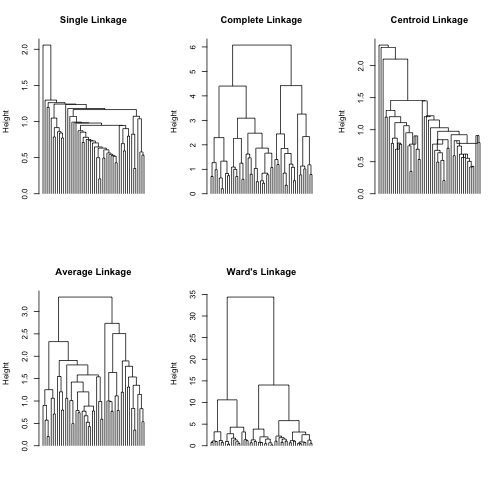 Single Linkage
Height
0.0 0.5 1.0 1.5 2.0
Complete Linkage
0 1 2 3 4 5 6
Centroid Linkage
Height
0.0 0.5 1.0 1.5 2.0
Average Linkage
Height
0.0 0.5 1.0 1.5 2.0 2.5 3.0
Ward's Linkage
Height
0 5 10 15 20 25 30 35